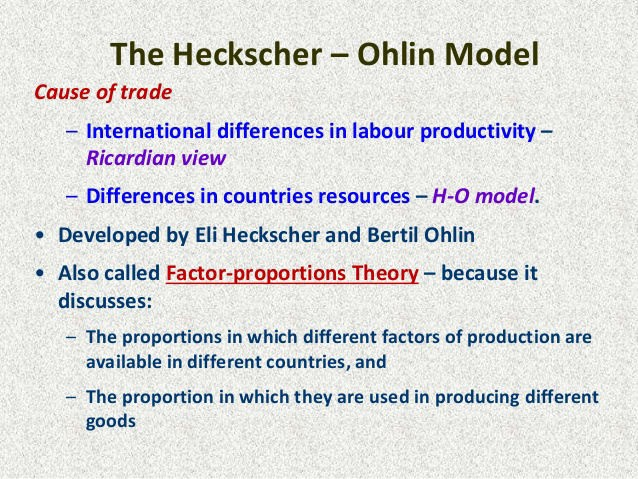 The Heckscher – Ohlin Model
Cause of trade
– International differences in labour productivity –
Ricardian view
– Differences in countries resources – H-O model.
• Developed by Eli Heckscher and Bertil Ohlin
• Also called Factor-proportions Theory – because it
discusses:
– The proportions in which different factors of production are
available in different countries, and
– The proportion in which they are used in producing different
goods